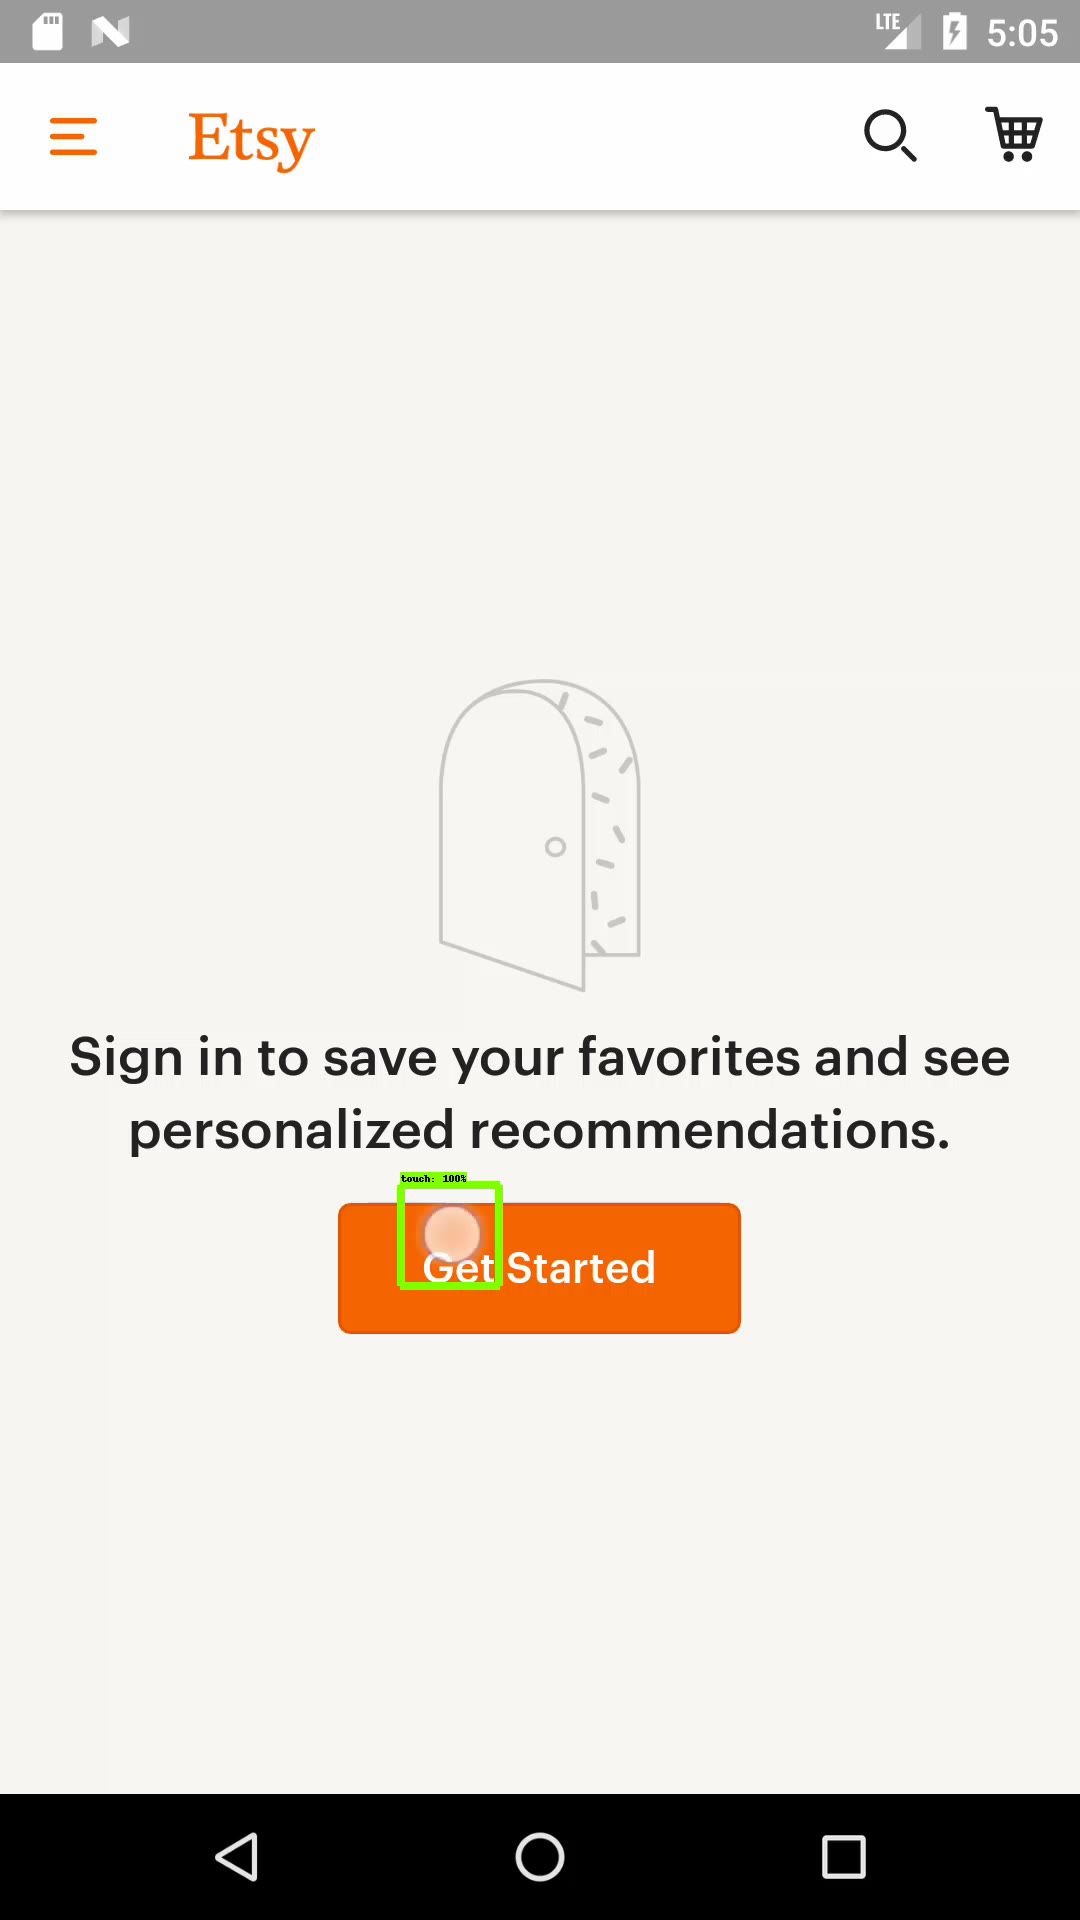 LTE 5:05
Etsy
Sign in to save your favorites and see
personalized recommendations.
touch: 100%
Get Started